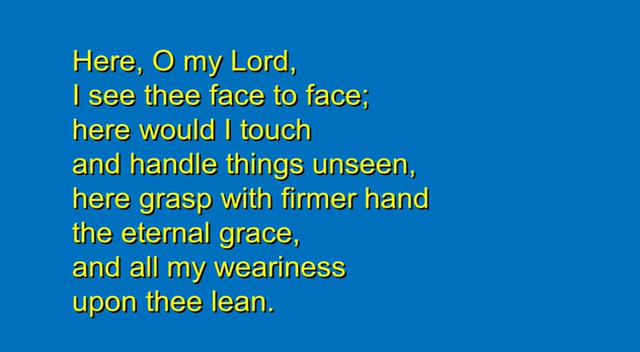 Here, O my Lord,
I see thee face to face;
here would I touch
and handle things unseen,
here grasp with firmer hand
the eternal grace,
and all my weariness
upon thee lean.